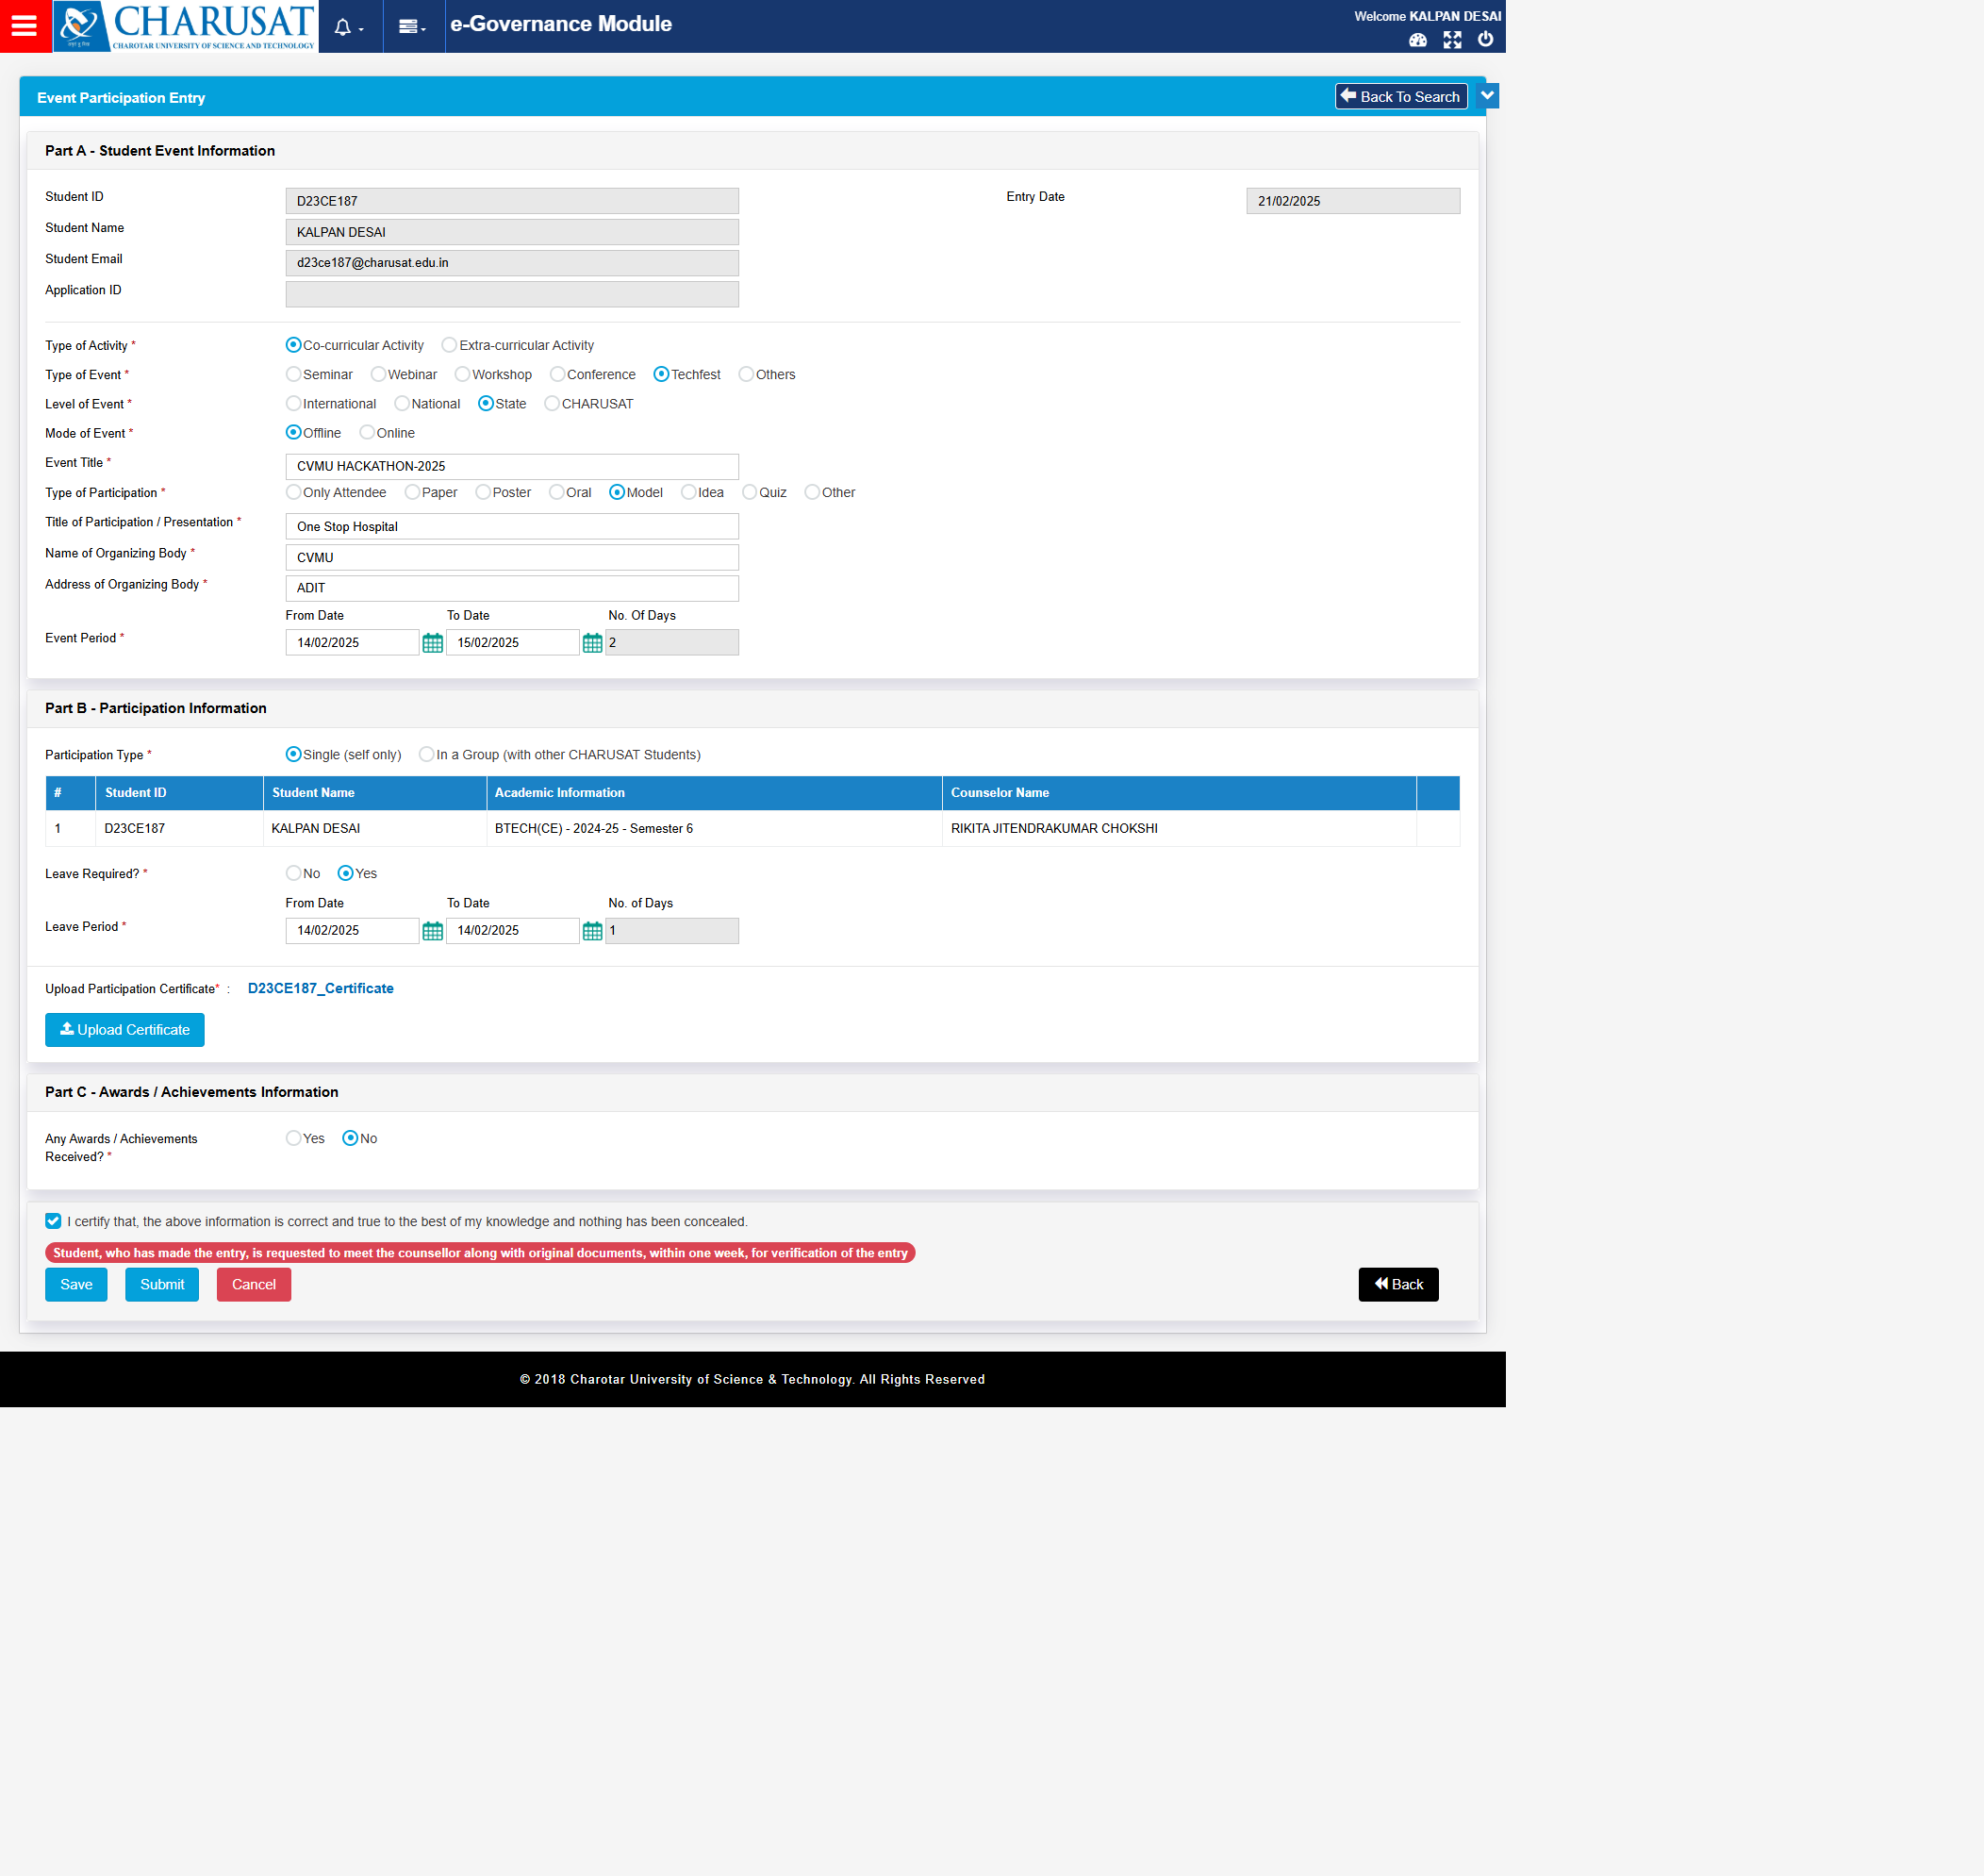 CHARUSAT
CHAROTAR UNIVERSITY OF SCIENCE AND TECHNOLOGY
e-Governance Module
Welcome KALPAN DESAI
Event Participation Entry
Back To Search
Part A - Student Event Information
Student ID D23CE187 Entry Date 21/02/2025
Student Name KALPAN DESAI
Student Email d23ce187@charusat.edu.in
Application ID
Type of Activity * Co-curricular Activity Extra-curricular Activity
Type of Event * Seminar Webinar Workshop Conference Techfest Others
Level of Event * International National State CHARUSAT
Mode of Event * Offline Online
Event Title * CVMU HACKATHON-2025
Type of Participation * Only Attendee Paper Poster Oral Model Idea Quiz Other
Title of Participation / Presentation * One Stop Hospital
Name of Organizing Body * CVMU
Address of Organizing Body * ADIT
From Date To Date No. Of Days
Event Period * 14/02/2025 15/02/2025 2
Part B - Participation Information
Participation Type * Single (self only) In a Group (with other CHARUSAT Students)
# Student ID Student Name Academic Information Counselor Name
1 D23CE187 KALPAN DESAI BTECH(CE) - 2024-25 - Semester 6 RIKITA JITENDRAKUMAR CHOKSHI
Leave Required? * No Yes
From Date To Date No. of Days
Leave Period * 14/02/2025 14/02/2025 1
Upload Participation Certificate* : D23CE187_Certificate
Upload Certificate
Part C - Awards / Achievements Information
Any Awards / Achievements Yes No
Received? *
I certify that, the above information is correct and true to the best of my knowledge and nothing has been concealed.
Student, who has made the entry, is requested to meet the counsellor along with original documents, within one week, for verification of the entry
Save Submit Cancel Back
© 2018 Charotar University of Science & Technology. All Rights Reserved